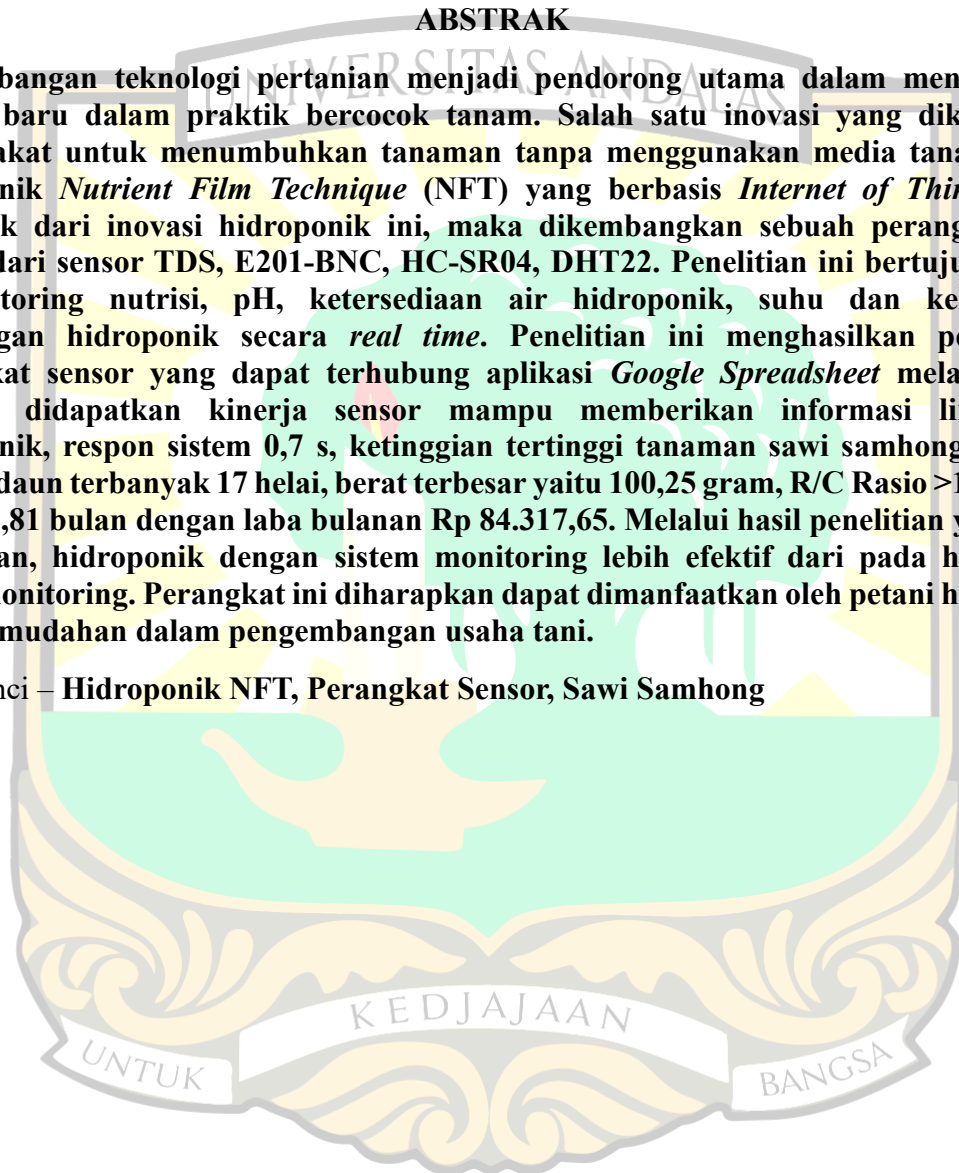 ABSTRAK
UNIVERSITAS ANDALAS
bangan teknologi pertanian menjadi pendorong utama dalam men
baru dalam praktik bercocok tanam. Salah satu inovasi yang dik
akat untuk menumbuhkan tanaman tanpa menggunakan media tana
nik Nutrient Film Technique (NFT) yang berbasis Internet of Thin
k dari inovasi hidroponik ini, maka dikembangkan sebuah perang
lari sensor TDS, E201-BNC, HC-SR04, DHT22. Penelitian ini bertuju
toring nutrisi, pH, ketersediaan air hidroponik, suhu dan kel
gan hidroponik secara real time. Penelitian ini menghasilkan pe
kat sensor yang dapat terhubung aplikasi Google Spreadsheet mela
didapatkan kinerja sensor mampu memberikan informasi li
nik, respon sistem 0,7 s, ketinggian tertinggi tanaman sawi samhong
daun terbanyak 17 helai, berat terbesar yaitu 100,25 gram, R/C Rasio >1
,81 bulan dengan laba bulanan Rp 84.317,65. Melalui hasil penelitian y
an, hidroponik dengan sistem monitoring lebih efektif dari pada h
onitoring. Perangkat ini diharapkan dapat dimanfaatkan oleh petani h
mudahan dalam pengembangan usaha tani.
nci – Hidroponik NFT, Perangkat Sensor, Sawi Samhong
UNTUK KEDJAJAAN BANGSA